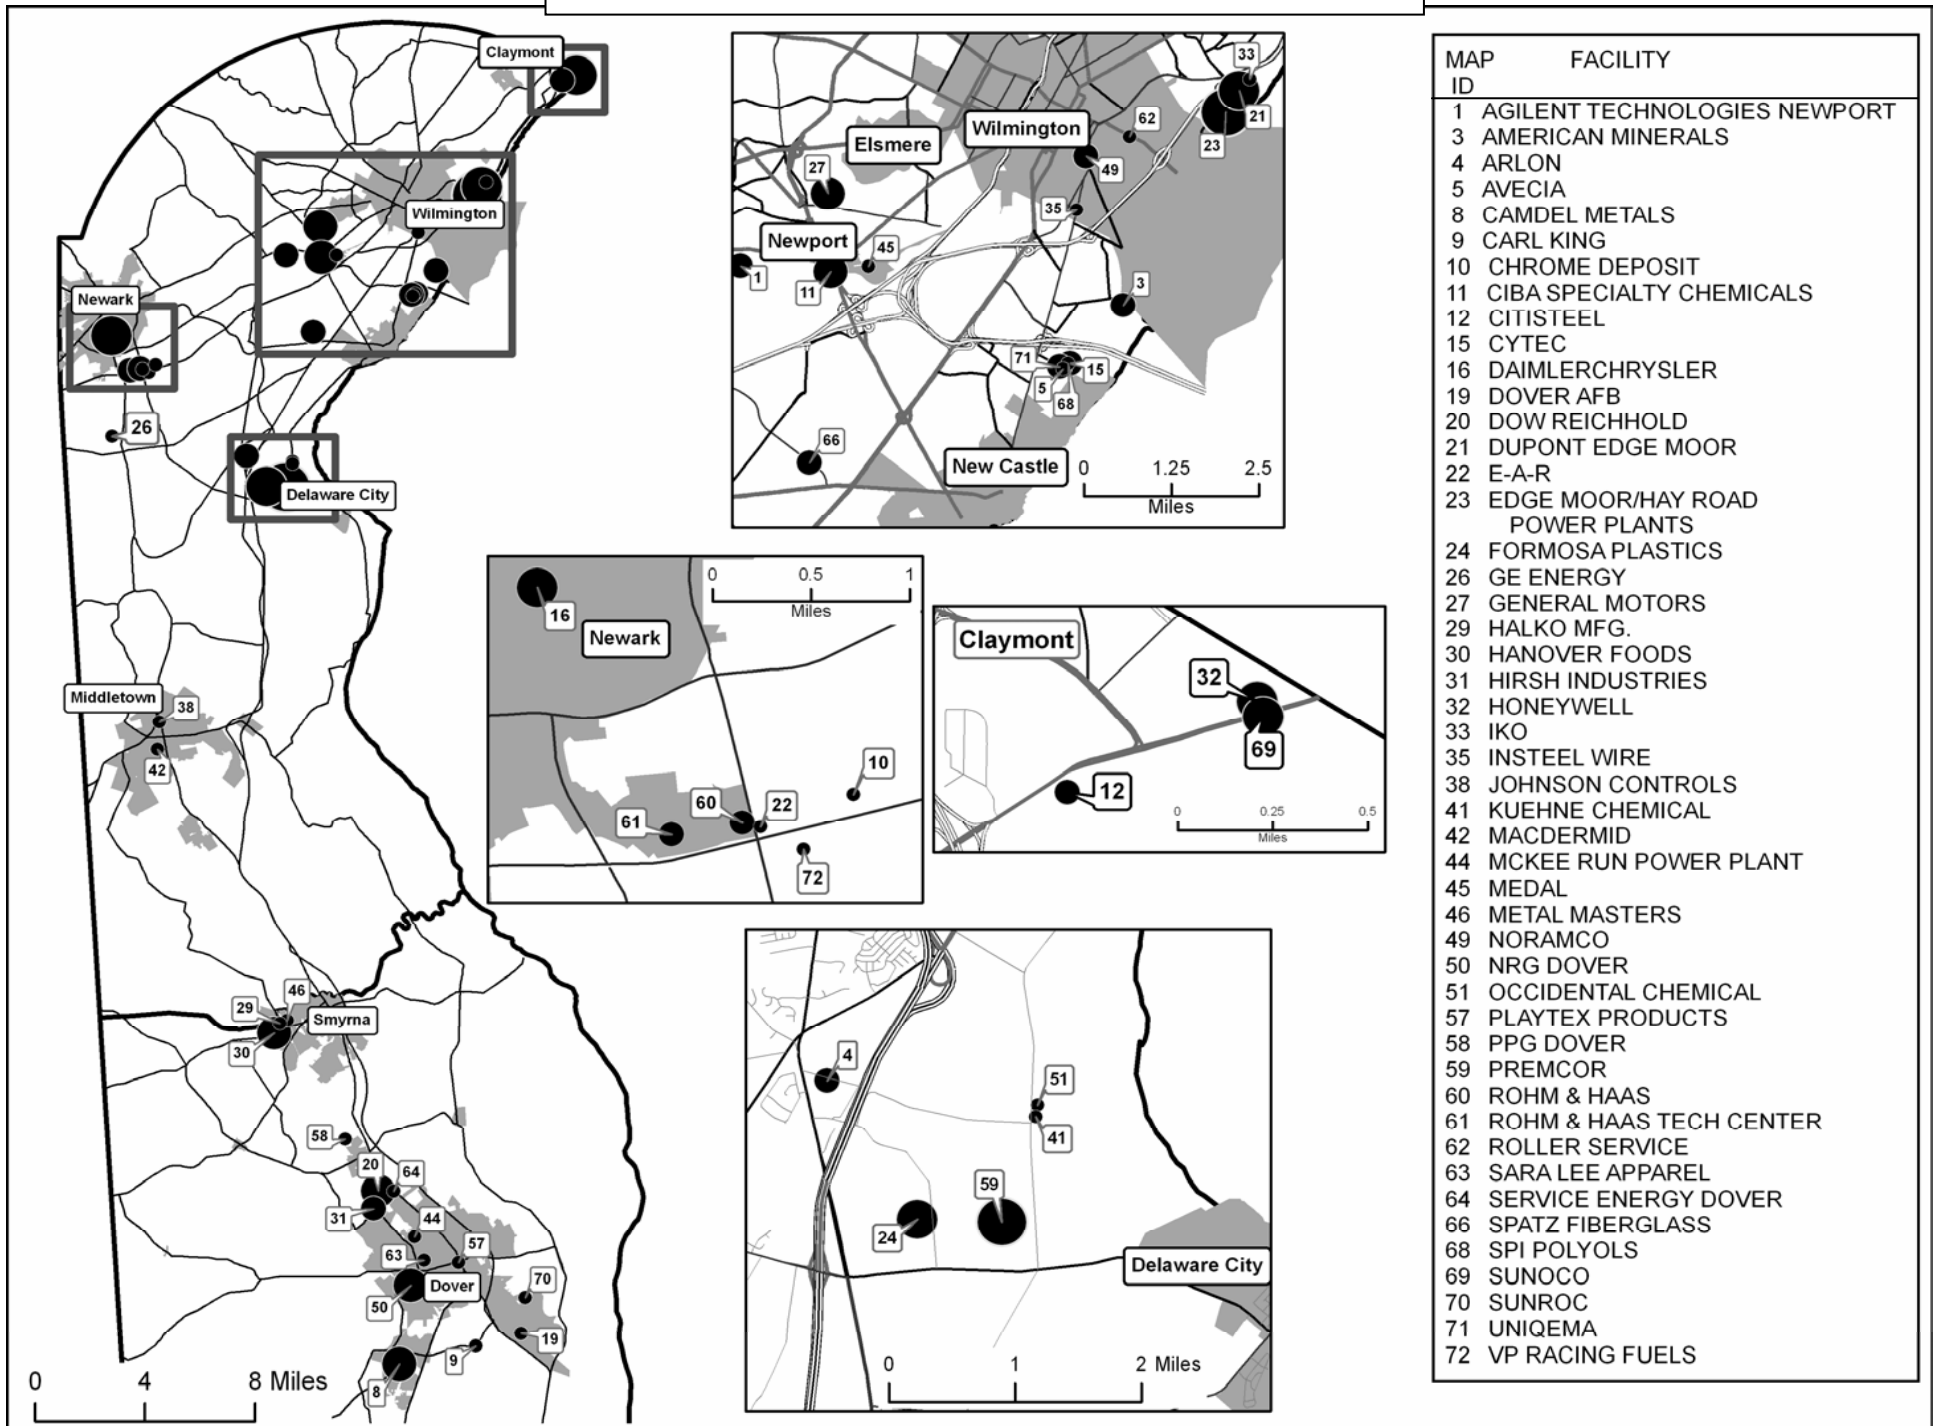 Claymont
Wilmington
Newark
26
Delaware City
Middletown
38
42
46
29
Smyrna
30
58
20
64
31
44
63
57
Dover
50
70
19
9
8
0 4 8 Miles
33
Wilmington
62
21
Elsmere
23
27
49
35
Newport
45
1
11
3
71
15
5
68
66
New Castle
0 1.25 2.5
Miles
0 0.5 1
Miles
16
Newark
10
60
22
61
72
Claymont
32
69
12
0 0.25 0.5
Miles
4
51
41
59
24
Delaware City
0 1 2 Miles
MAP FACILITY
ID
1 AGILENT TECHNOLOGIES NEWPORT
3 AMERICAN MINERALS
4 ARLON
5 AVECIA
8 CAMDEL METALS
9 CARL KING
10 CHROME DEPOSIT
11 CIBA SPECIALTY CHEMICALS
12 CITISTEEL
15 CYTEC
16 DAIMLERCHRYSLER
19 DOVER AFB
20 DOW REICHHOLD
21 DUPONT EDGE MOOR
22 E-A-R
23 EDGE MOOR/HAY ROAD
POWER PLANTS
24 FORMOSA PLASTICS
26 GE ENERGY
27 GENERAL MOTORS
29 HALKO MFG.
30 HANOVER FOODS
31 HIRSH INDUSTRIES
32 HONEYWELL
33 IKO
35 INSTEEL WIRE
38 JOHNSON CONTROLS
41 KUEHNE CHEMICAL
42 MACDERMID
44 MCKEE RUN POWER PLANT
45 MEDAL
46 METAL MASTERS
49 NORAMCO
50 NRG DOVER
51 OCCIDENTAL CHEMICAL
57 PLAYTEX PRODUCTS
58 PPG DOVER
59 PREMCOR
60 ROHM & HAAS
61 ROHM & HAAS TECH CENTER
62 ROLLER SERVICE
63 SARA LEE APPAREL
64 SERVICE ENERGY DOVER
66 SPATZ FIBERGLASS
68 SPI POLYOLS
69 SUNOCO
70 SUNROC
71 UNIQEMA
72 VP RACING FUELS